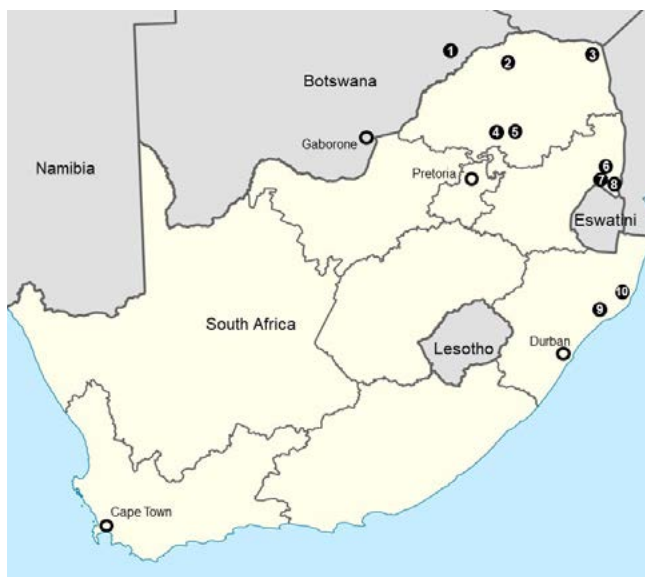 1
2
3
Botswana
4 5
Gaborone
Namibia
Pretoria
6
7
8
Eswatini
10
9
South Africa
Durban
Lesotho
Cape Town